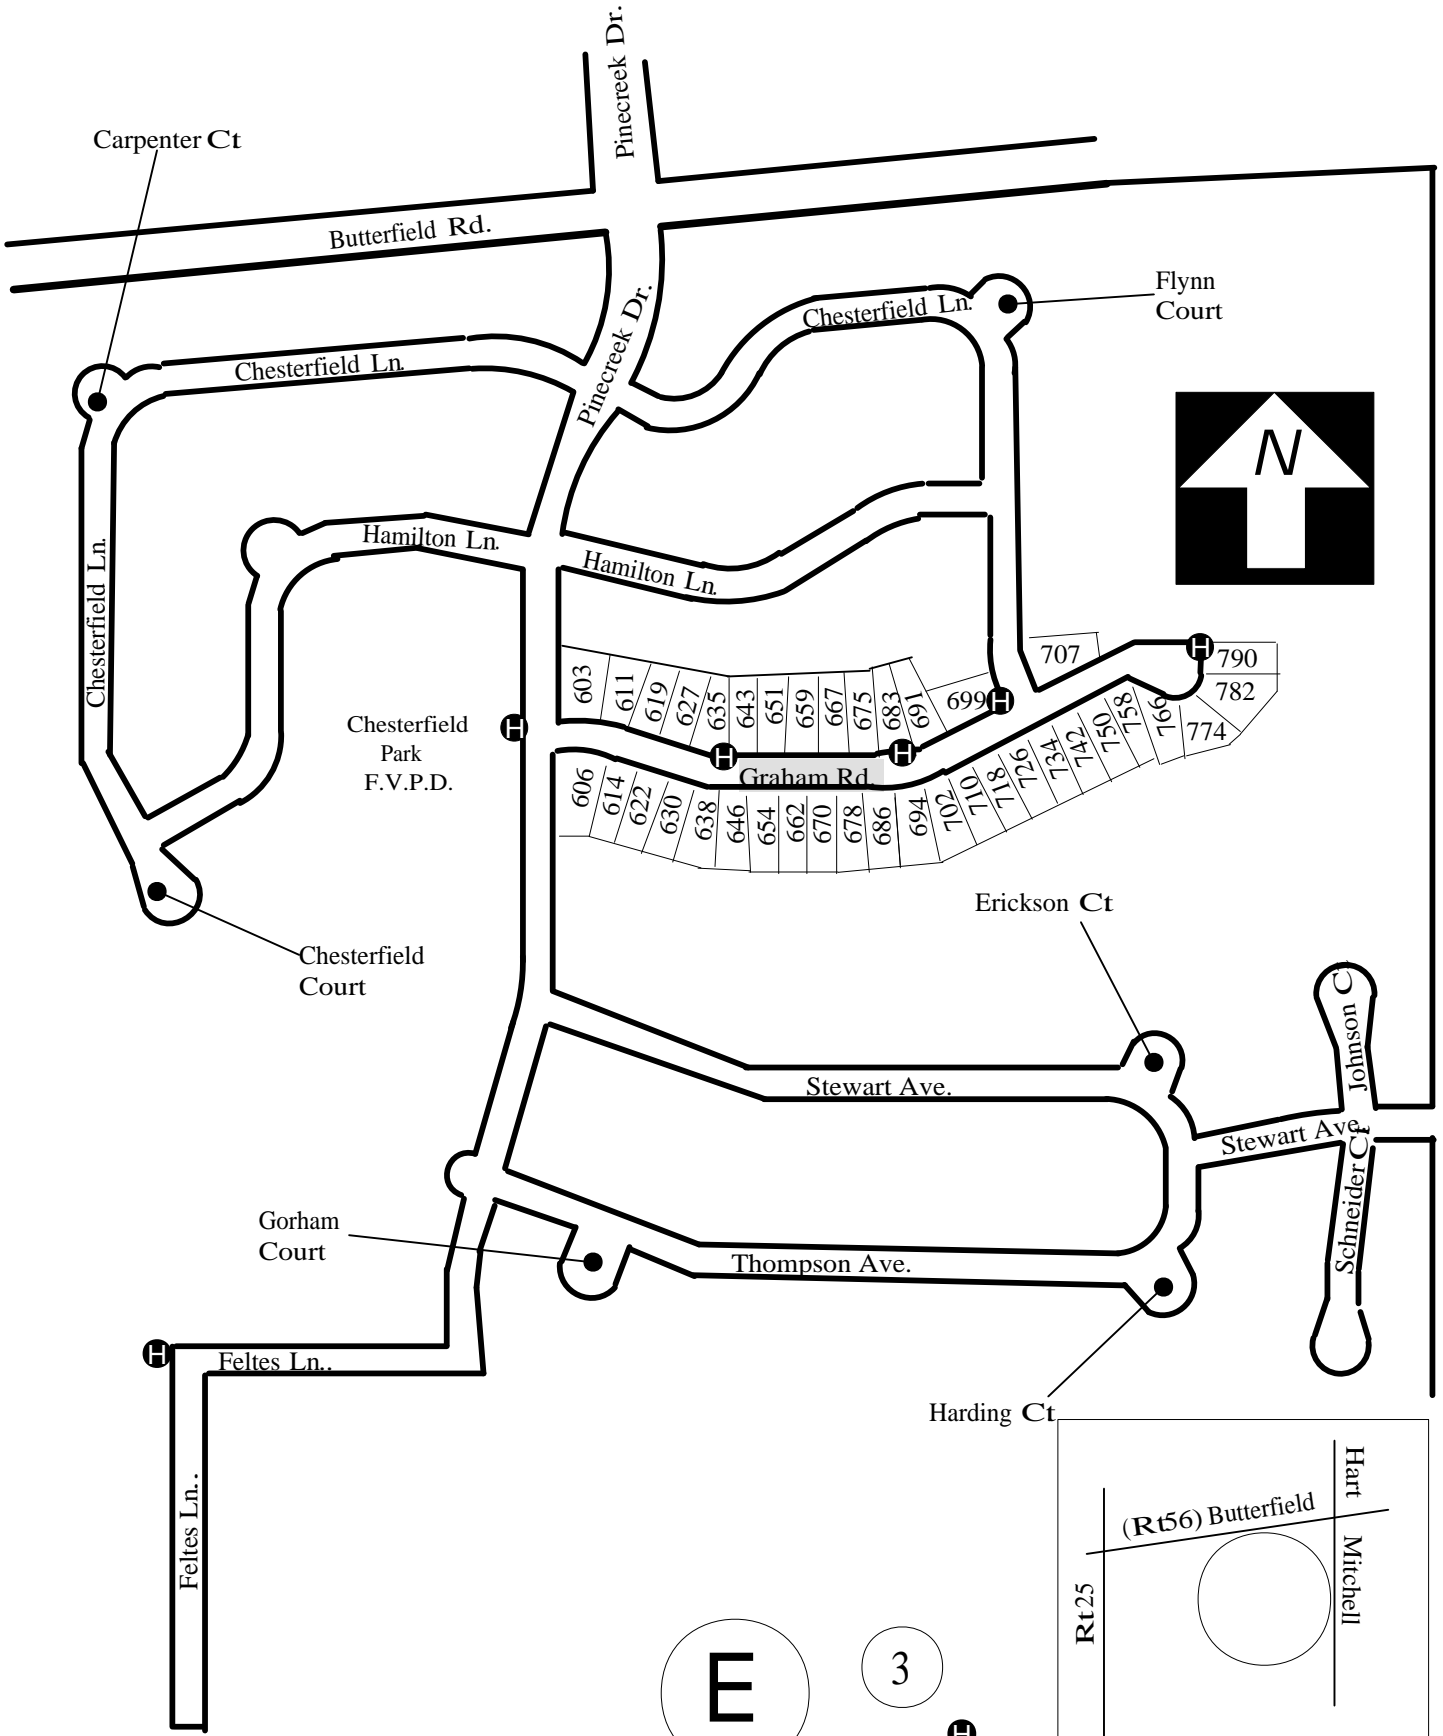 Pinecreek Dr.
Carpenter Ct
Butterfield Rd.
Flynn
Court
Chesterfield Ln.
Pinecreek Dr.
Chesterfield Ln.
N
Hamilton Ln.
Hamilton Ln.
Chesterfield Ln.
603
611
619
627
635
643
651
659
667
675
683
691
699
H
707
H
790
782
774
Chesterfield
Park
F.V.P.D.
H
H
H
Graham Rd.
606
614
622
630
638
646
654
662
670
678
686
694
702
710
718
726
734
742
750
758
766
Erickson Ct
Chesterfield
Court
Johnson Ct
Stewart Ave.
Stewart Ave.
Schneider Ct
Gorham
Court
Thompson Ave.
H
Feltes Ln..
Harding Ct
Feltes Ln..
Hart
(Rt56) Butterfield
Mitchell
Rt25
E
3
H